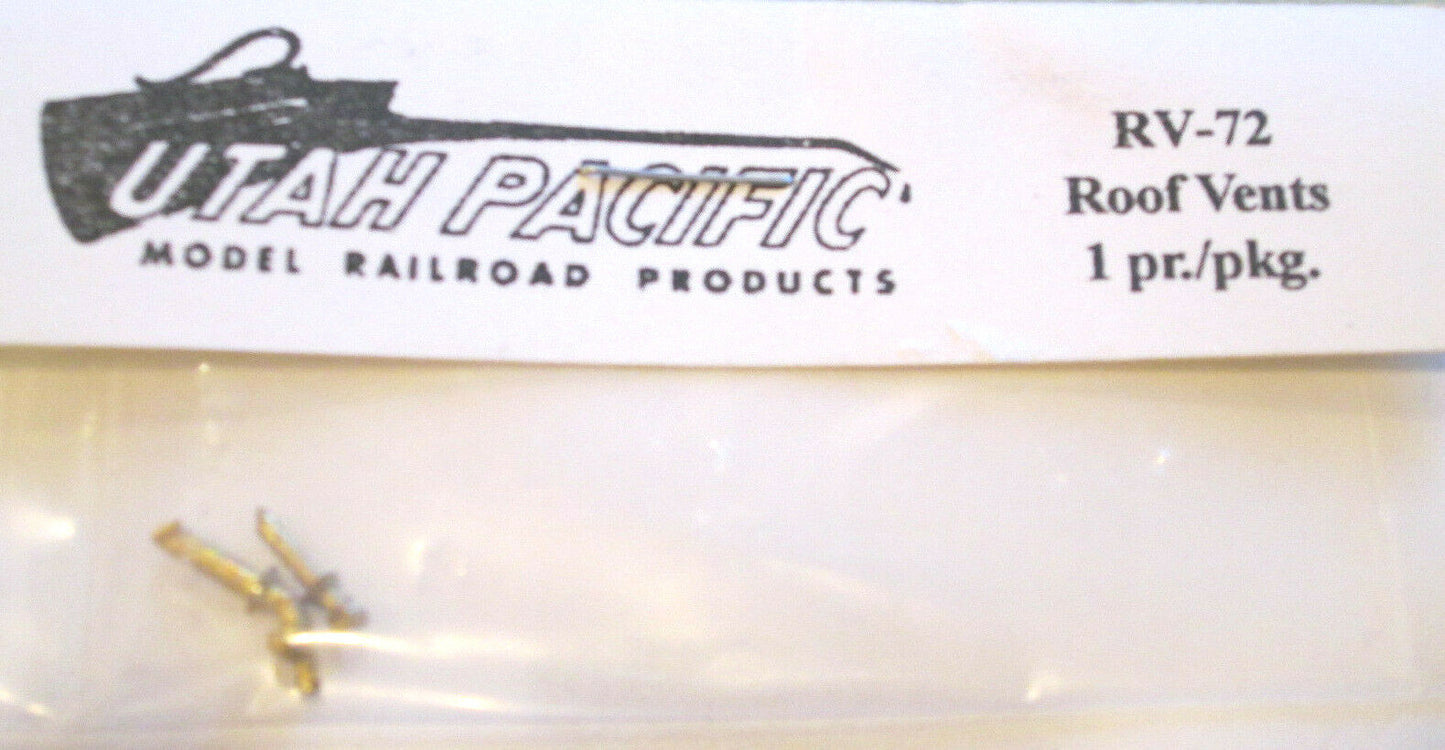 UTAH PACIFIC
MODEL RAILROAD PRODUCTS
RV-72
Roof Vents
1 pr./pkg.